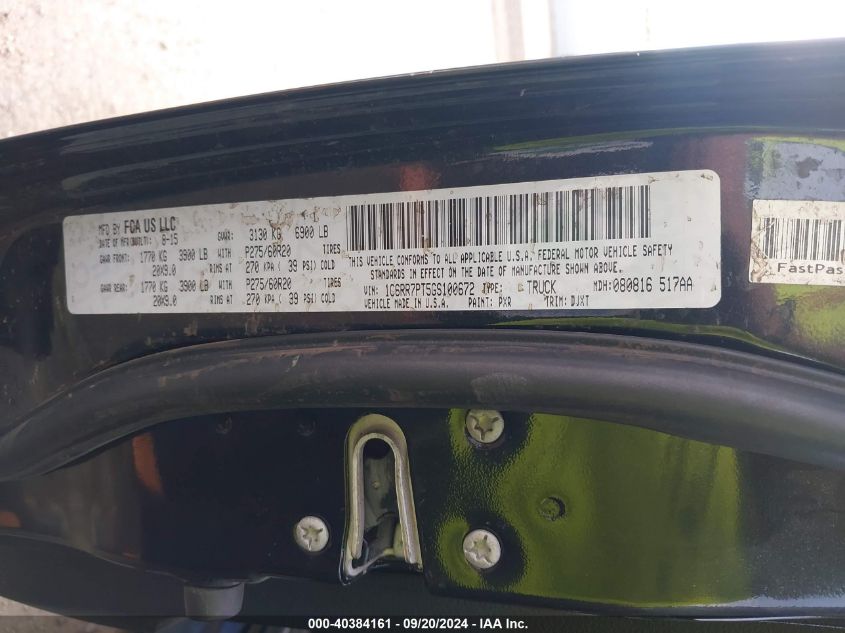 MFD BY FCA US LLC
DATE OF MFR (BUILT): 8-15 GVWR: 3130 KG 6900 LB
GAWR FRONT: 1770 KG 3900 LB WITH P275/60R20 TIRES
20X9.0 RIMS AT 270 KPA ( 39 PSI) COLD
GAWR REAR: 1770 KG 3900 LB WITH P275/60R20 TIRES
20X9.0 RIMS AT 270 KPA ( 39 PSI) COLD
THIS VEHICLE CONFORMS TO ALL APPLICABLE U.S.A. FEDERAL MOTOR VEHICLE SAFETY
STANDARDS IN EFFECT ON THE DATE OF MANUFACTURE SHOWN ABOVE.
VIN: 1C6RR7PT5GS100672 TYPE: TRUCK MDH: 080816 517AA
VEHICLE MADE IN U.S.A. PAINT: PXR TRIM: DJXT
FastPas
000-40384161 - 09/20/2024 - IAA Inc.